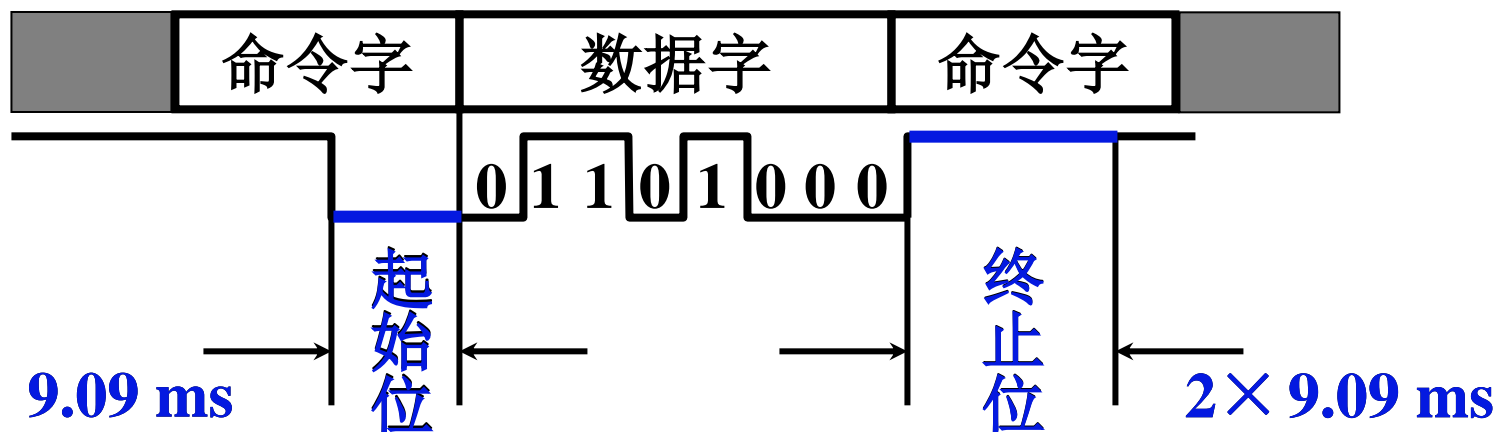 命令字 数据字 命令字
0 1 1 0 1 0 0 0
起始位
终止位
9.09 ms
2× 9.09 ms